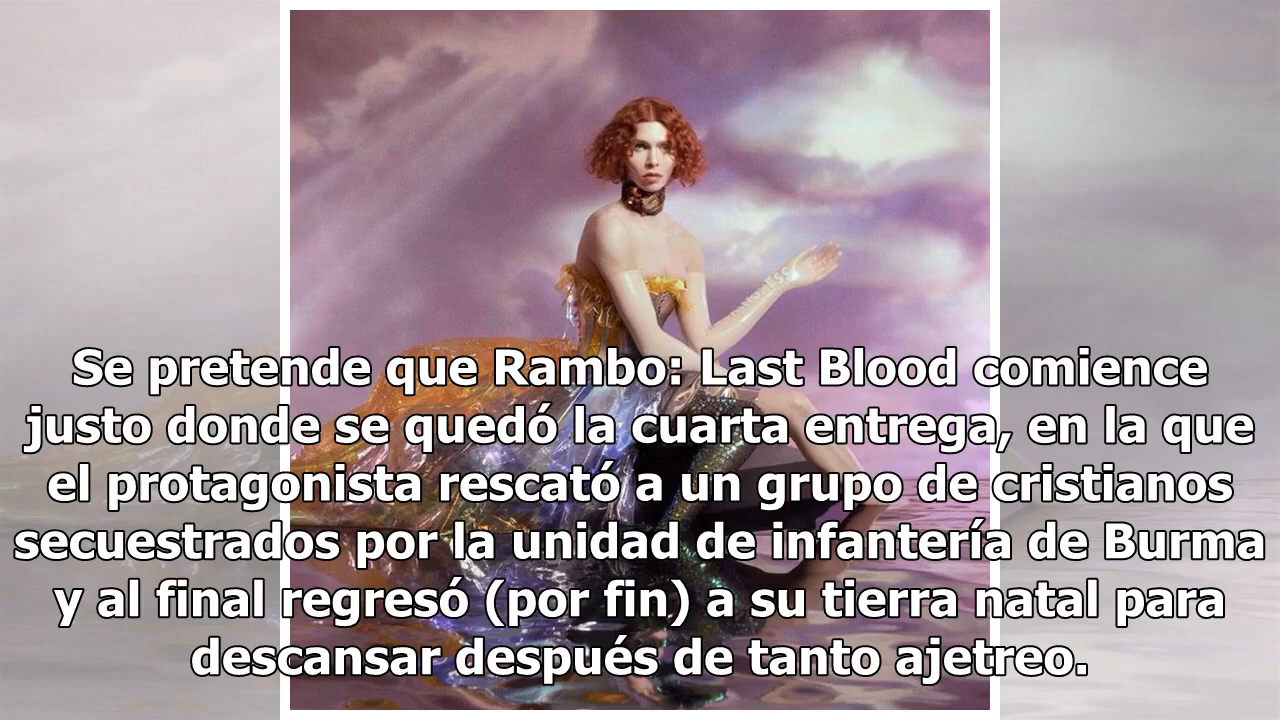 Se pretende que Rambo: Last Blood comience
justo donde se quedó la cuarta entrega, en la que
el protagonista rescató a un grupo de cristianos
secuestrados por la unidad de infantería de Burma
y al final regresó (por fin) a su tierra natal para
descansar después de tanto ajetreo.